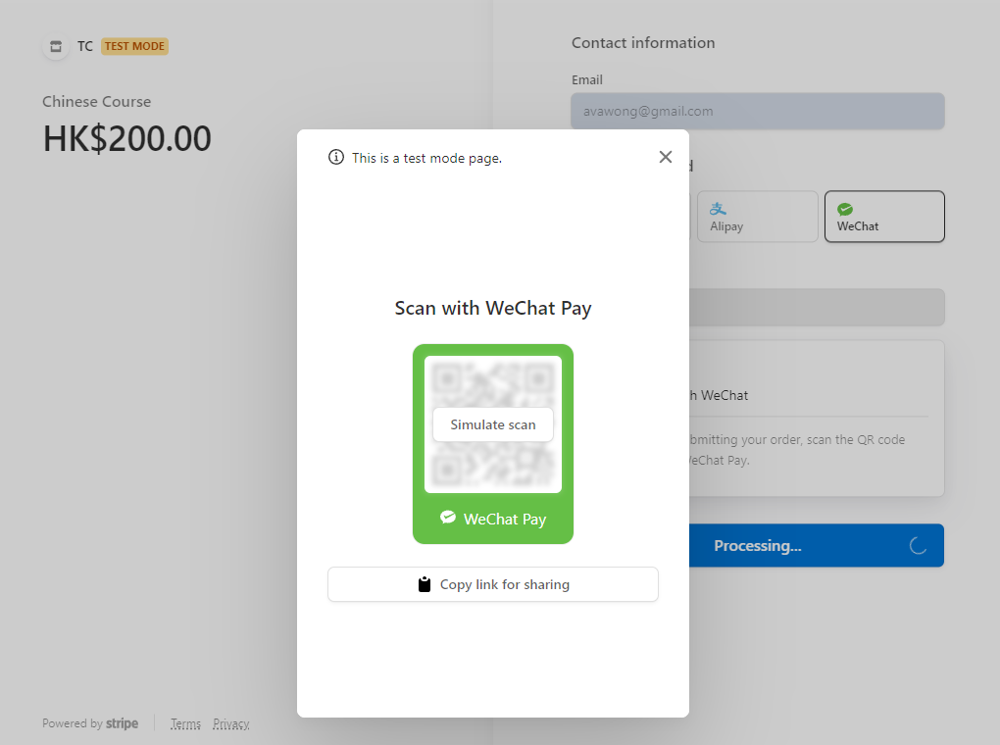 TC TEST MODE
Chinese Course
HK$200.00
Contact information
Email
avawong@gmail.com
Alipay
WeChat
WeChat
bmitting your order, scan the QR code
WeChat Pay.
Processing...
This is a test mode page.
Scan with WeChat Pay
Simulate scan
WeChat Pay
Copy link for sharing
Powered by stripe
Terms Privacy